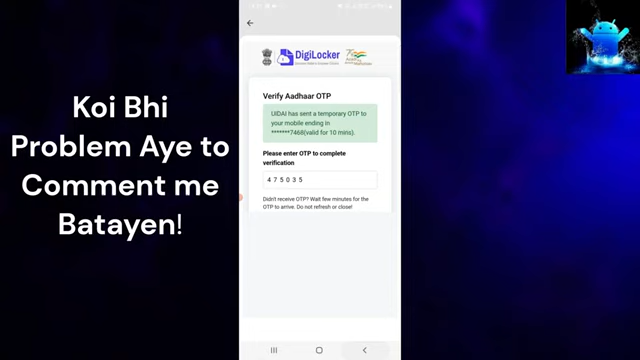 Koi Bhi
Problem Aye to
Comment me
Batayen!
DigiLocker
Verify Aadhaar OTP
UIDAI has sent a temporary OTP to
your mobile ending in
*******7468(valid for 10 mins).
Please enter OTP to complete
verification
475035
Didn't receive OTP? Wait few minutes for the
OTP to arrive. Do not refresh or close!